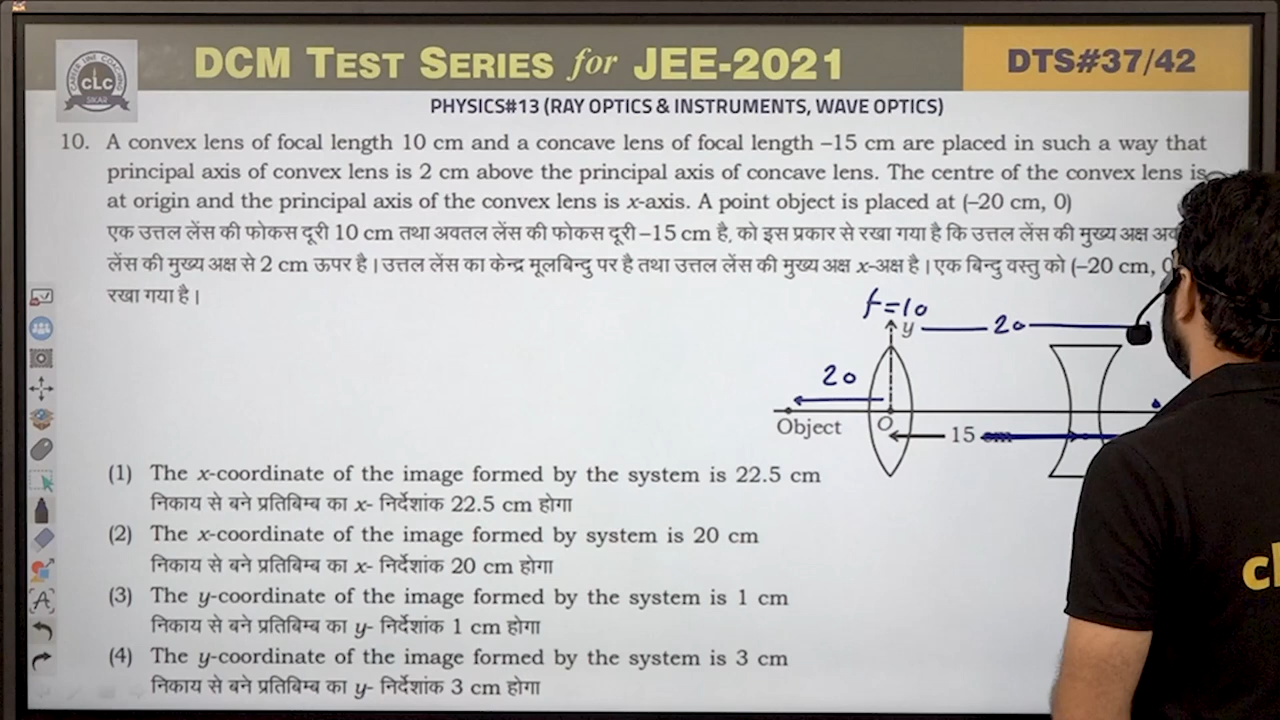 DCM TEST SERIES for JEE-2021
DTS#37/42
CLC
SIKAR
PHYSICS#13 (RAY OPTICS & INSTRUMENTS, WAVE OPTICS)
10. A convex lens of focal length 10 cm and a concave lens of focal length –15 cm are placed in such a way that
principal axis of convex lens is 2 cm above the principal axis of concave lens. The centre of the convex lens is
at origin and the principal axis of the convex lens is x-axis. A point object is placed at (–20 cm, 0)
एक उत्तल लेंस की फोकस दूरी 10 cm तथा अवतल लेंस की फोकस दूरी –15 cm है, को इस प्रकार से रखा गया है कि उत्तल लेंस की मुख्य अक्ष
लेंस की मुख्य अक्ष से 2 cm ऊपर है। उत्तल लेंस का केन्द्र मूलबिन्दु पर है तथा उत्तल लेंस की मुख्य अक्ष x-अक्ष है। एक बिन्दु वस्तु को (–20 cm,
रखा गया है।
f=10
y 20
20
Object O 15 cm
(1) The x-coordinate of the image formed by the system is 22.5 cm
निकाय से बने प्रतिबिम्ब का x- निर्देशांक 22.5 cm होगा
(2) The x-coordinate of the image formed by system is 20 cm
निकाय से बने प्रतिबिम्ब का x- निर्देशांक 20 cm होगा
(3) The y-coordinate of the image formed by the system is 1 cm
निकाय से बने प्रतिबिम्ब का y- निर्देशांक 1 cm होगा
(4) The y-coordinate of the image formed by the system is 3 cm
निकाय से बने प्रतिबिम्ब का y- निर्देशांक 3 cm होगा